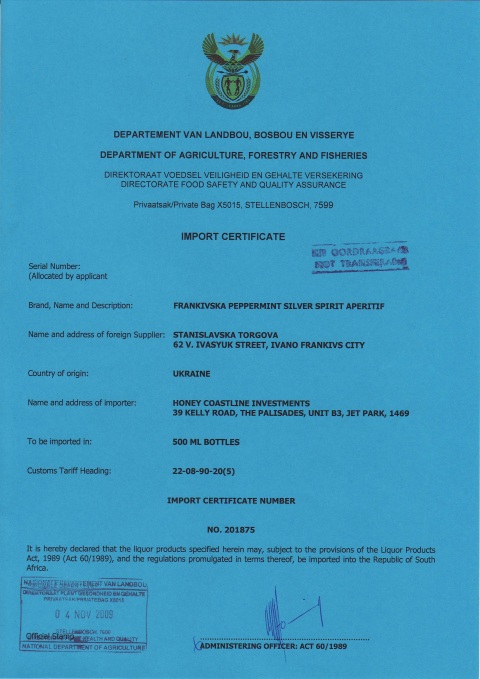 DEPARTEMENT VAN LANDBOU, BOSBOU EN VISSERYE
DEPARTMENT OF AGRICULTURE, FORESTRY AND FISHERIES
DIREKTORAAT VOEDSEL VEILIGHEID EN GEHALTE VERSEKERING
DIRECTORATE FOOD SAFETY AND QUALITY ASSURANCE
Privaatsak/Private Bag X5015, STELLENBOSCH, 7599
IMPORT CERTIFICATE
NIE OORDRAAGBAAR
NOT TRANSFERABLE
Serial Number:
(Allocated by applicant
Brand, Name and Description: FRANKIVSKA PEPPERMINT SILVER SPIRIT APERITIF
Name and address of foreign Supplier: STANISLAVSKA TORGOVA
62 V. IVASYUK STREET, IVANO FRANKIVS CITY
Country of origin: UKRAINE
Name and address of importer: HONEY COASTLINE INVESTMENTS
39 KELLY ROAD, THE PALISADES, UNIT B3, JET PARK, 1469
To be imported in: 500 ML BOTTLES
Customs Tariff Heading: 22-08-90-20(5)
IMPORT CERTIFICATE NUMBER
NO. 201875
It is hereby declared that the liquor products specified herein may, subject to the provisions of the Liquor Products
Act, 1989 (Act 60/1989), and the regulations promulgated in terms thereof, be imported into the Republic of South
Africa.
NASIONALE DEPARTEMENT VAN LANDBOU
DIREKTORAAT PLANT GESONDHEID EN GEHALTE
04 NOV 2009
STELLENBOSCH, 7599
Official Stamp
HEALTH AND QUALITY
NATIONAL DEPARTMENT OF AGRICULTURE
ADMINISTERING OFFICER: ACT 60/1989